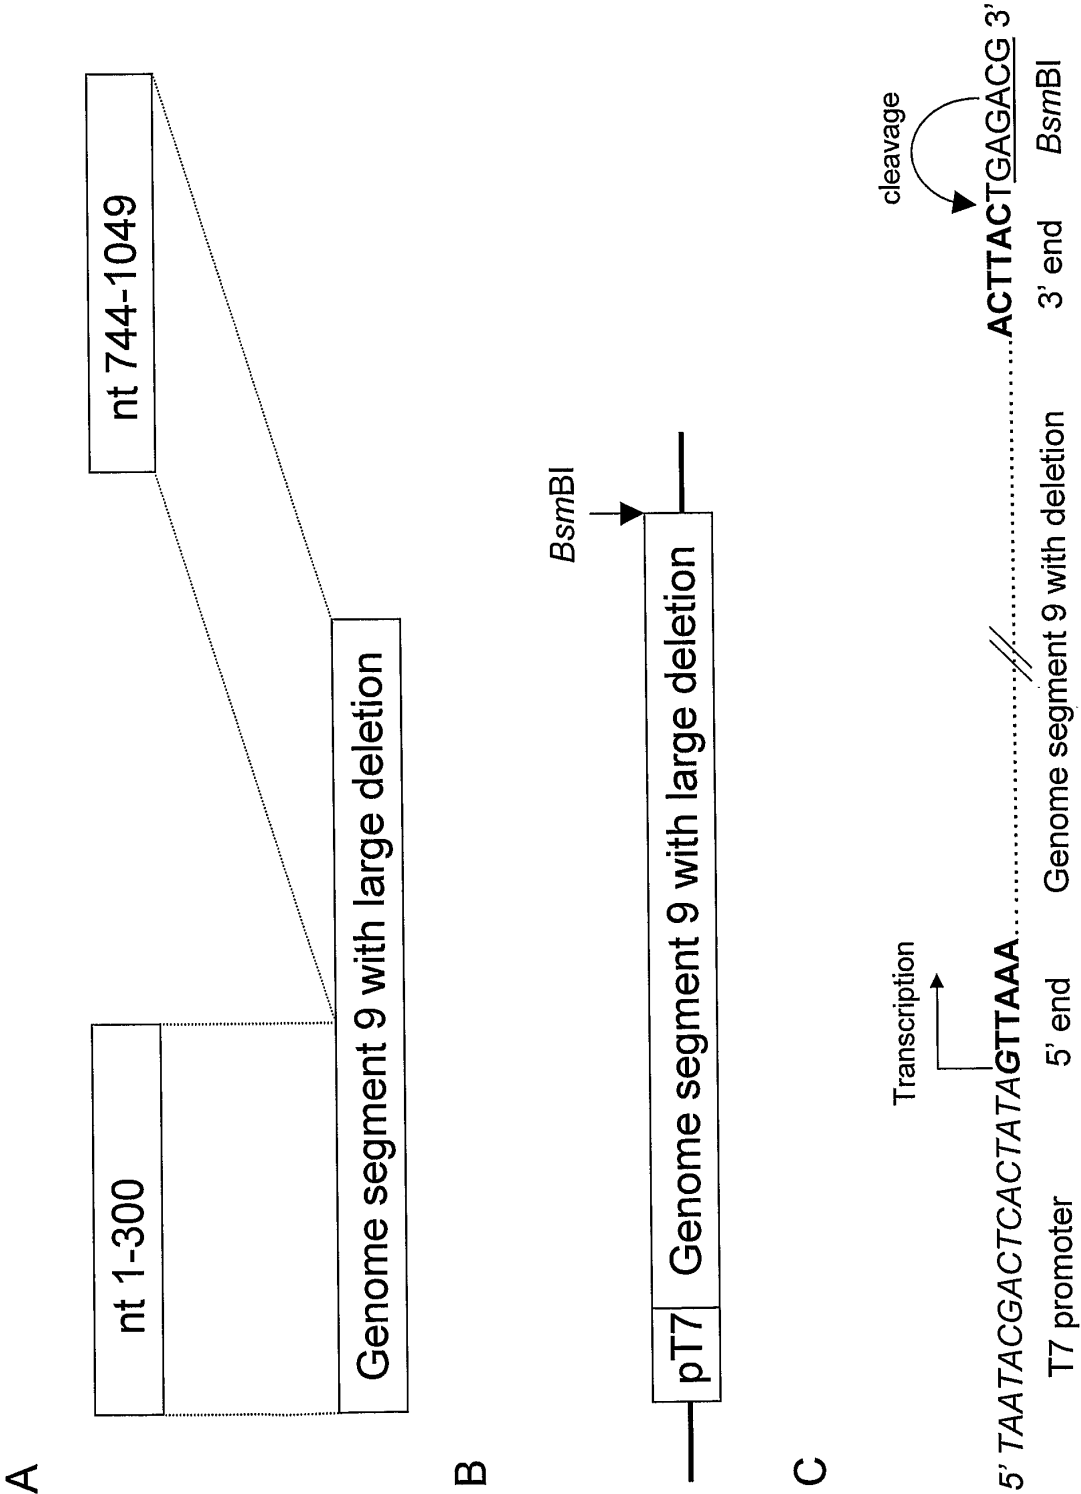 A
nt 1-300
nt 744-1049
Genome segment 9 with large deletion
B
BsmBI
pT7
Genome segment 9 with large deletion
C
Transcription
cleavage
5' TAATACGACTCACTATAGTTAAA ACTTACTGAGACG 3'
T7 promoter 5' end Genome segment 9 with deletion 3' end BsmBI